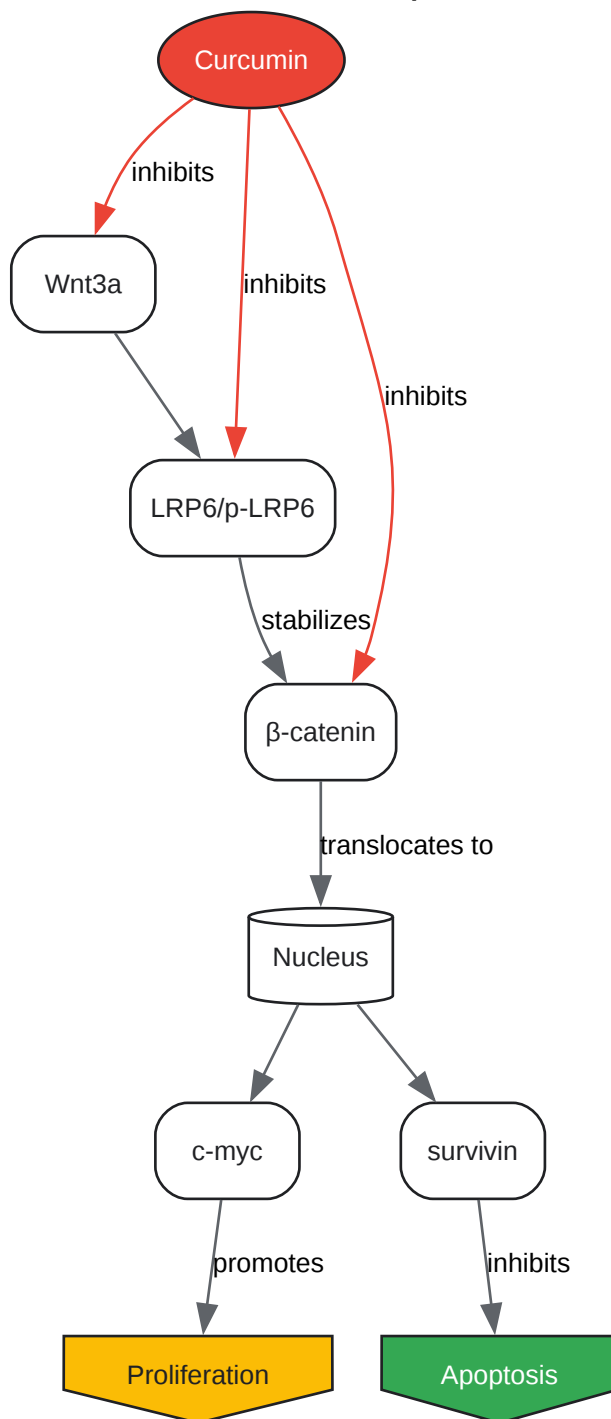 Curcumin
inhibits
Wnt3a
inhibits
inhibits
LRP6/p-LRP6
stabilizes
β-catenin
translocates to
Nucleus
c-myc
survivin
promotes
inhibits
Proliferation
Apoptosis